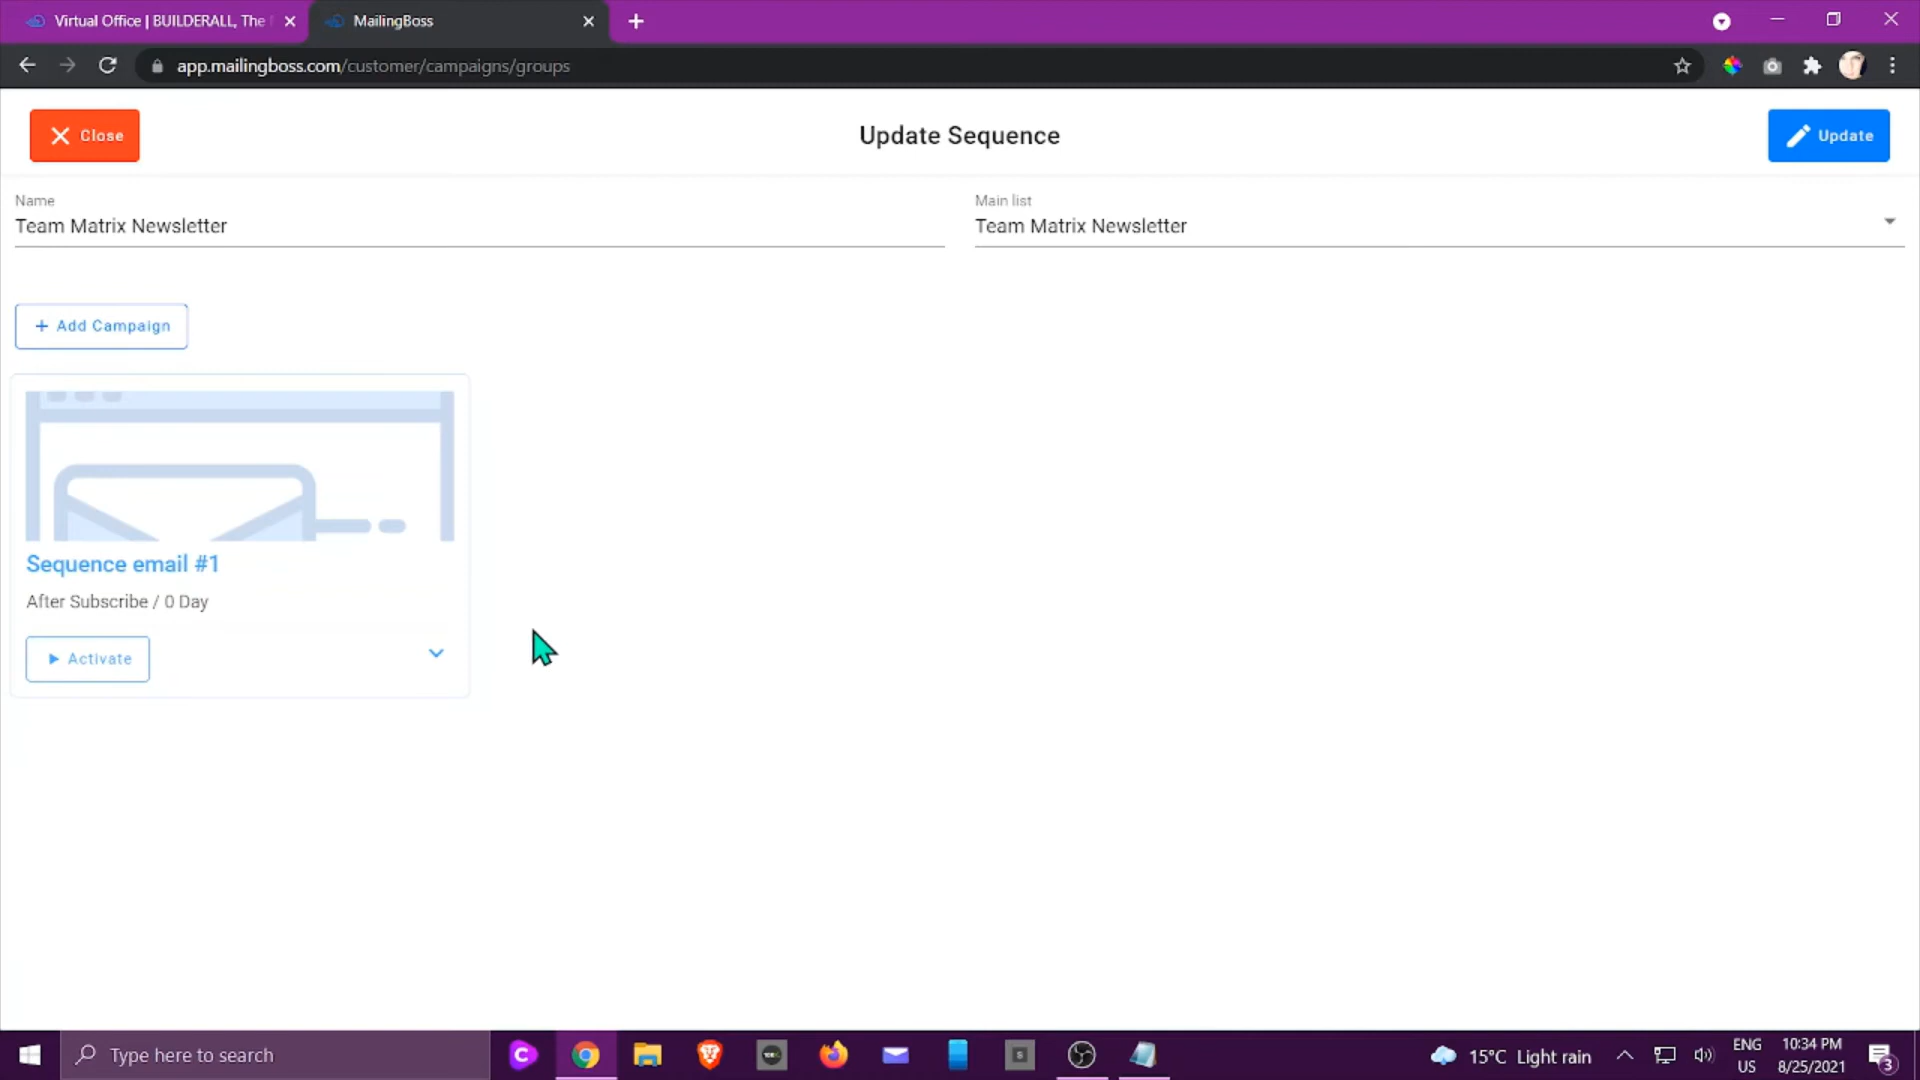 Virtual Office | BUILDERALL, The
MailingBoss
app.mailingboss.com/customer/campaigns/groups
Close
Update Sequence
Update
Name
Team Matrix Newsletter
Main list
Team Matrix Newsletter
+ Add Campaign
Sequence email #1
After Subscribe / 0 Day
Activate
Type here to search
15°C Light rain
ENG
US
10:34 PM
8/25/2021
3